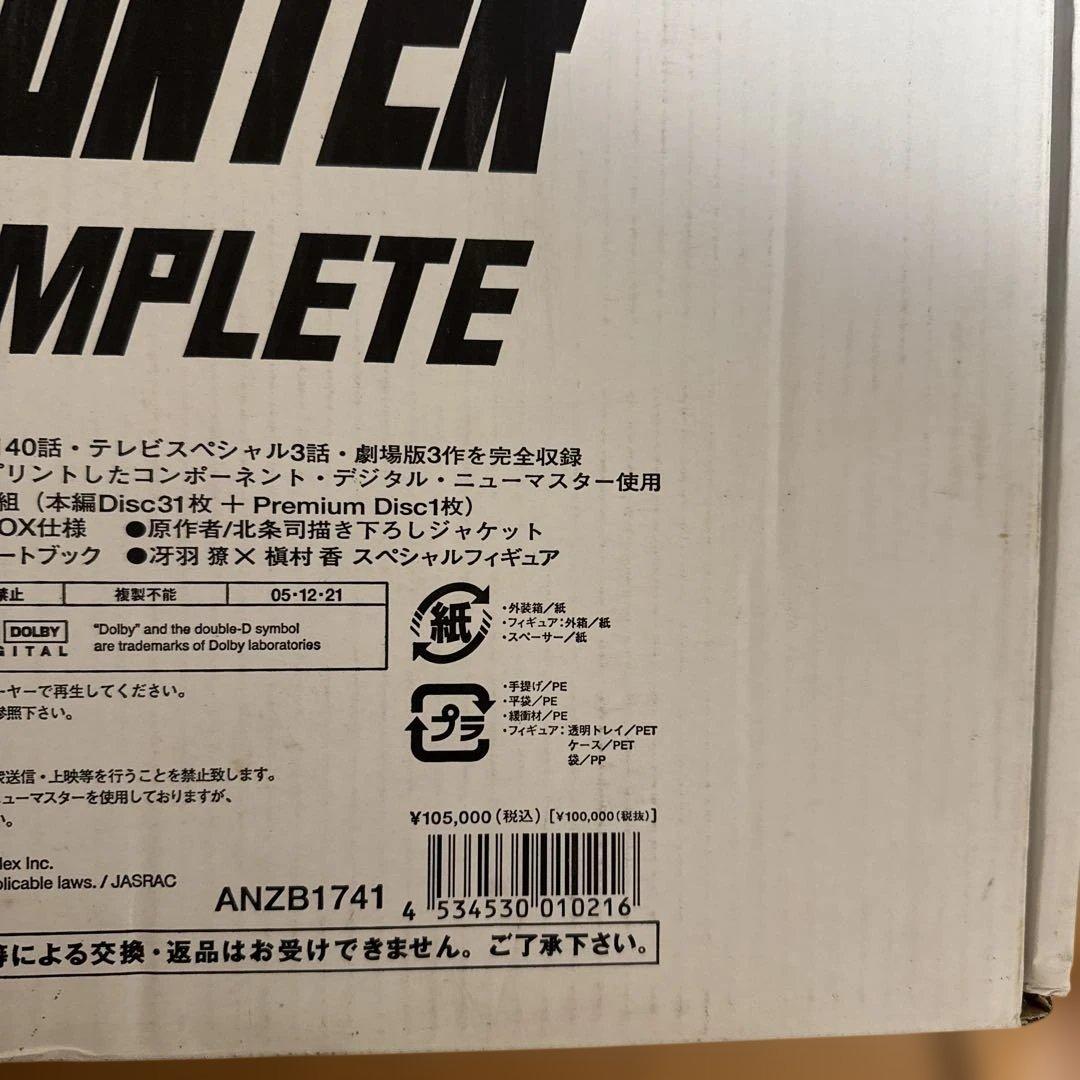 UNTER
OMPLETE
140話・テレビスペシャル3話・劇場版3作を完全収録
プリントしたコンポーネント・デジタル・ニューマスター使用
組（本編Disc31枚 ＋ Premium Disc1枚）
OX仕様 ●原作者/北条司描き下ろしジャケット
ートブック ●冴羽 獠×槇村 香 スペシャルフィギュア
禁止 複製不能 05・12・21
DOLBY
GITAL
"Dolby" and the double-D symbol
are trademarks of Dolby laboratories
紙
・外装箱／紙
・フィギュア：外箱／紙
・スペーサー／紙
プラ
・手提げ／PE
・平袋／PE
・緩衝材／PE
・フィギュア：透明トレイ／PET
ケース／PET
袋／PP
ーヤーで再生してください。
参照下さい。
送信・上映等を行うことを禁止致します。
ニューマスターを使用しておりますが、
い。
¥105,000（税込）[¥100,000（税抜）]
lex Inc.
plicable laws. / JASRAC
ANZB1741
4 534530 010216
等による交換・返品はお受けできません。ご了承下さい。